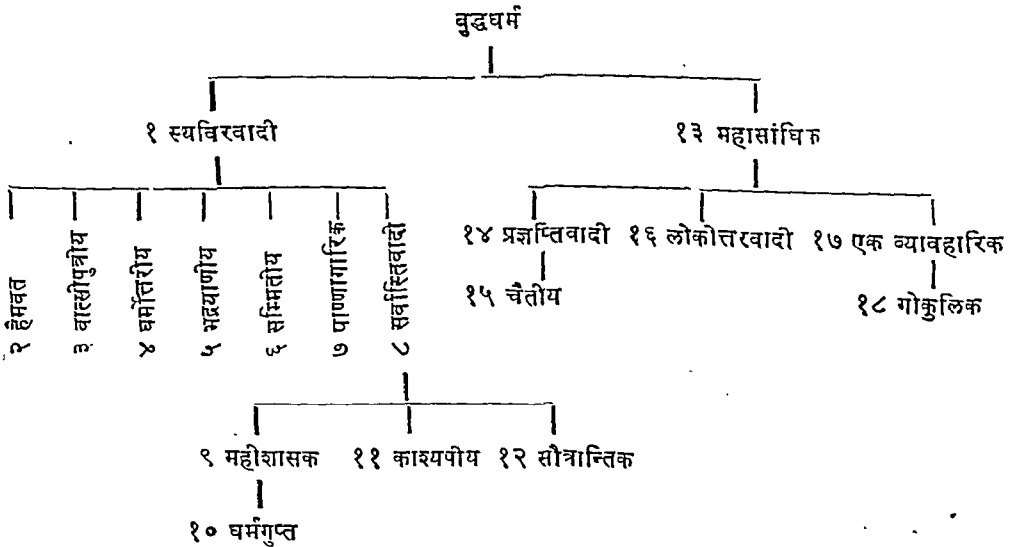 बुद्धधर्म
१ स्थविरवादी
१३ महासांघिक
२ हैमवत
३ वात्सीपुत्रीय
४ धर्मोत्तरीय
५ भद्रयाणीय
६ सम्मितीय
७ पाण्णागारिक
८ सर्वास्तिवादी
१४ प्रज्ञप्तिवादी १६ लोकोत्तरवादी १७ एक व्यावहारिक
१५ चैतीय
१८ गोकुलिक
९ महीशासक ११ काश्यपीय १२ सौत्रान्तिक
१० धर्मगुप्त